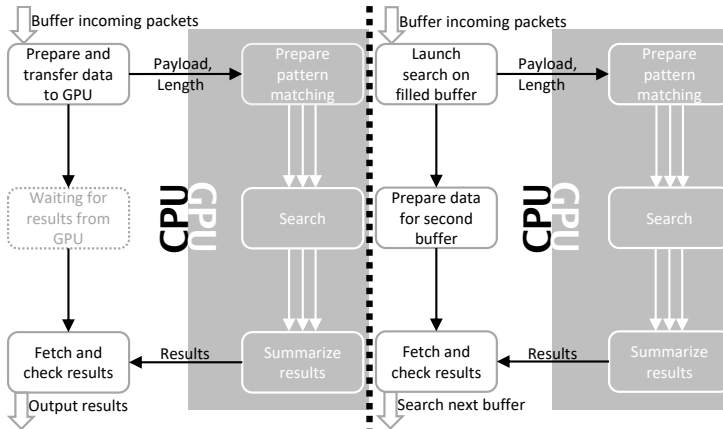 Buffer incoming packets
Prepare and
transfer data
to GPU
Payload,
Length
Prepare
pattern
matching
Waiting for
results from
GPU
CPU
GPU
Search
Fetch and
check results
Results
Summarize
results
Output results
Buffer incoming packets
Launch
search on
filled buffer
Payload,
Length
Prepare
pattern
matching
Prepare data
for second
buffer
CPU
GPU
Search
Fetch and
check results
Results
Summarize
results
Search next buffer